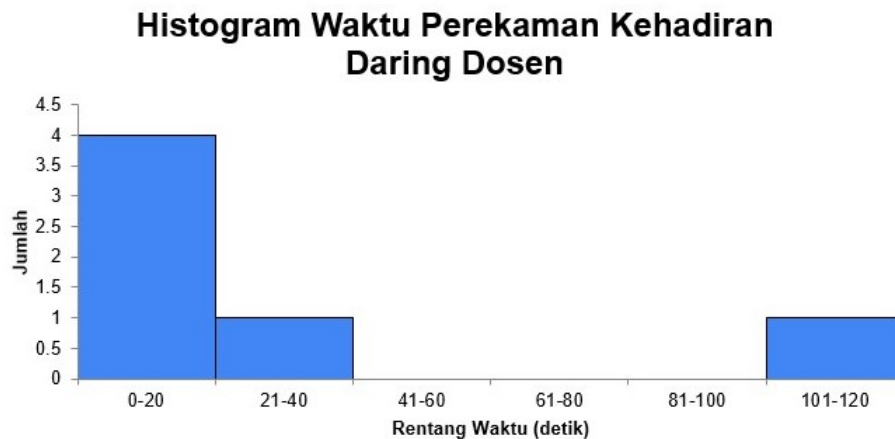 Histogram Waktu Perekaman Kehadiran
Daring Dosen
4.5
4
3.5
3
2.5
2
1.5
1
0.5
0
Jumlah
0-20 21-40 41-60 61-80 81-100 101-120
Rentang Waktu (detik)